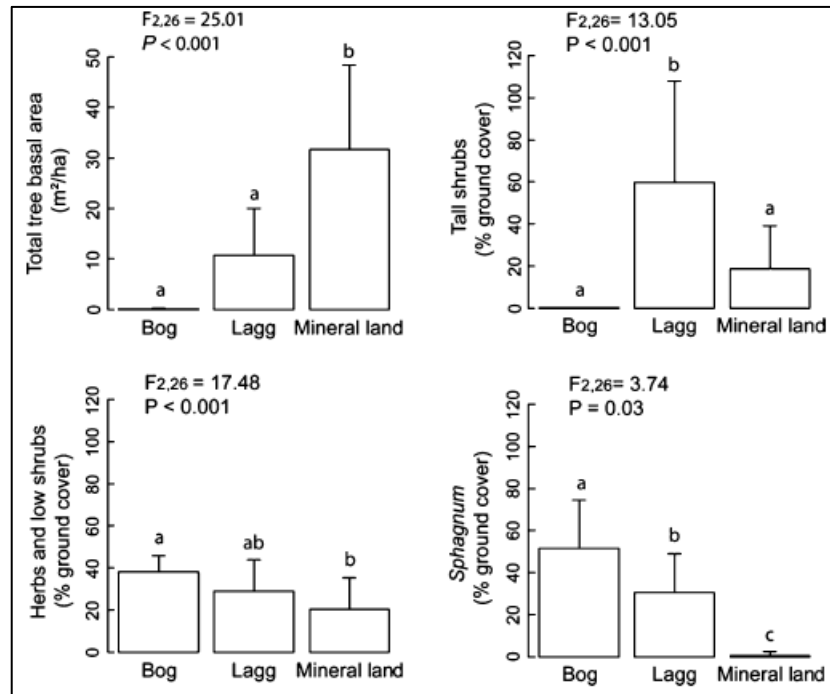 F2,26 = 25.01
P < 0.001
Total tree basal area
(m²/ha)
50
40
30
20
10
0
a
a
b
Bog Lagg Mineral land
F2,26 = 13.05
P < 0.001
Tall shrubs
(% ground cover)
120
100
80
60
40
20
0
a
b
a
Bog Lagg Mineral land
F2,26 = 17.48
P < 0.001
Herbs and low shrubs
(% ground cover)
120
100
80
60
40
20
0
a
ab
b
Bog Lagg Mineral land
F2,26= 3.74
P = 0.03
Sphagnum
(% ground cover)
120
100
80
60
40
20
0
a
b
c
Bog Lagg Mineral land